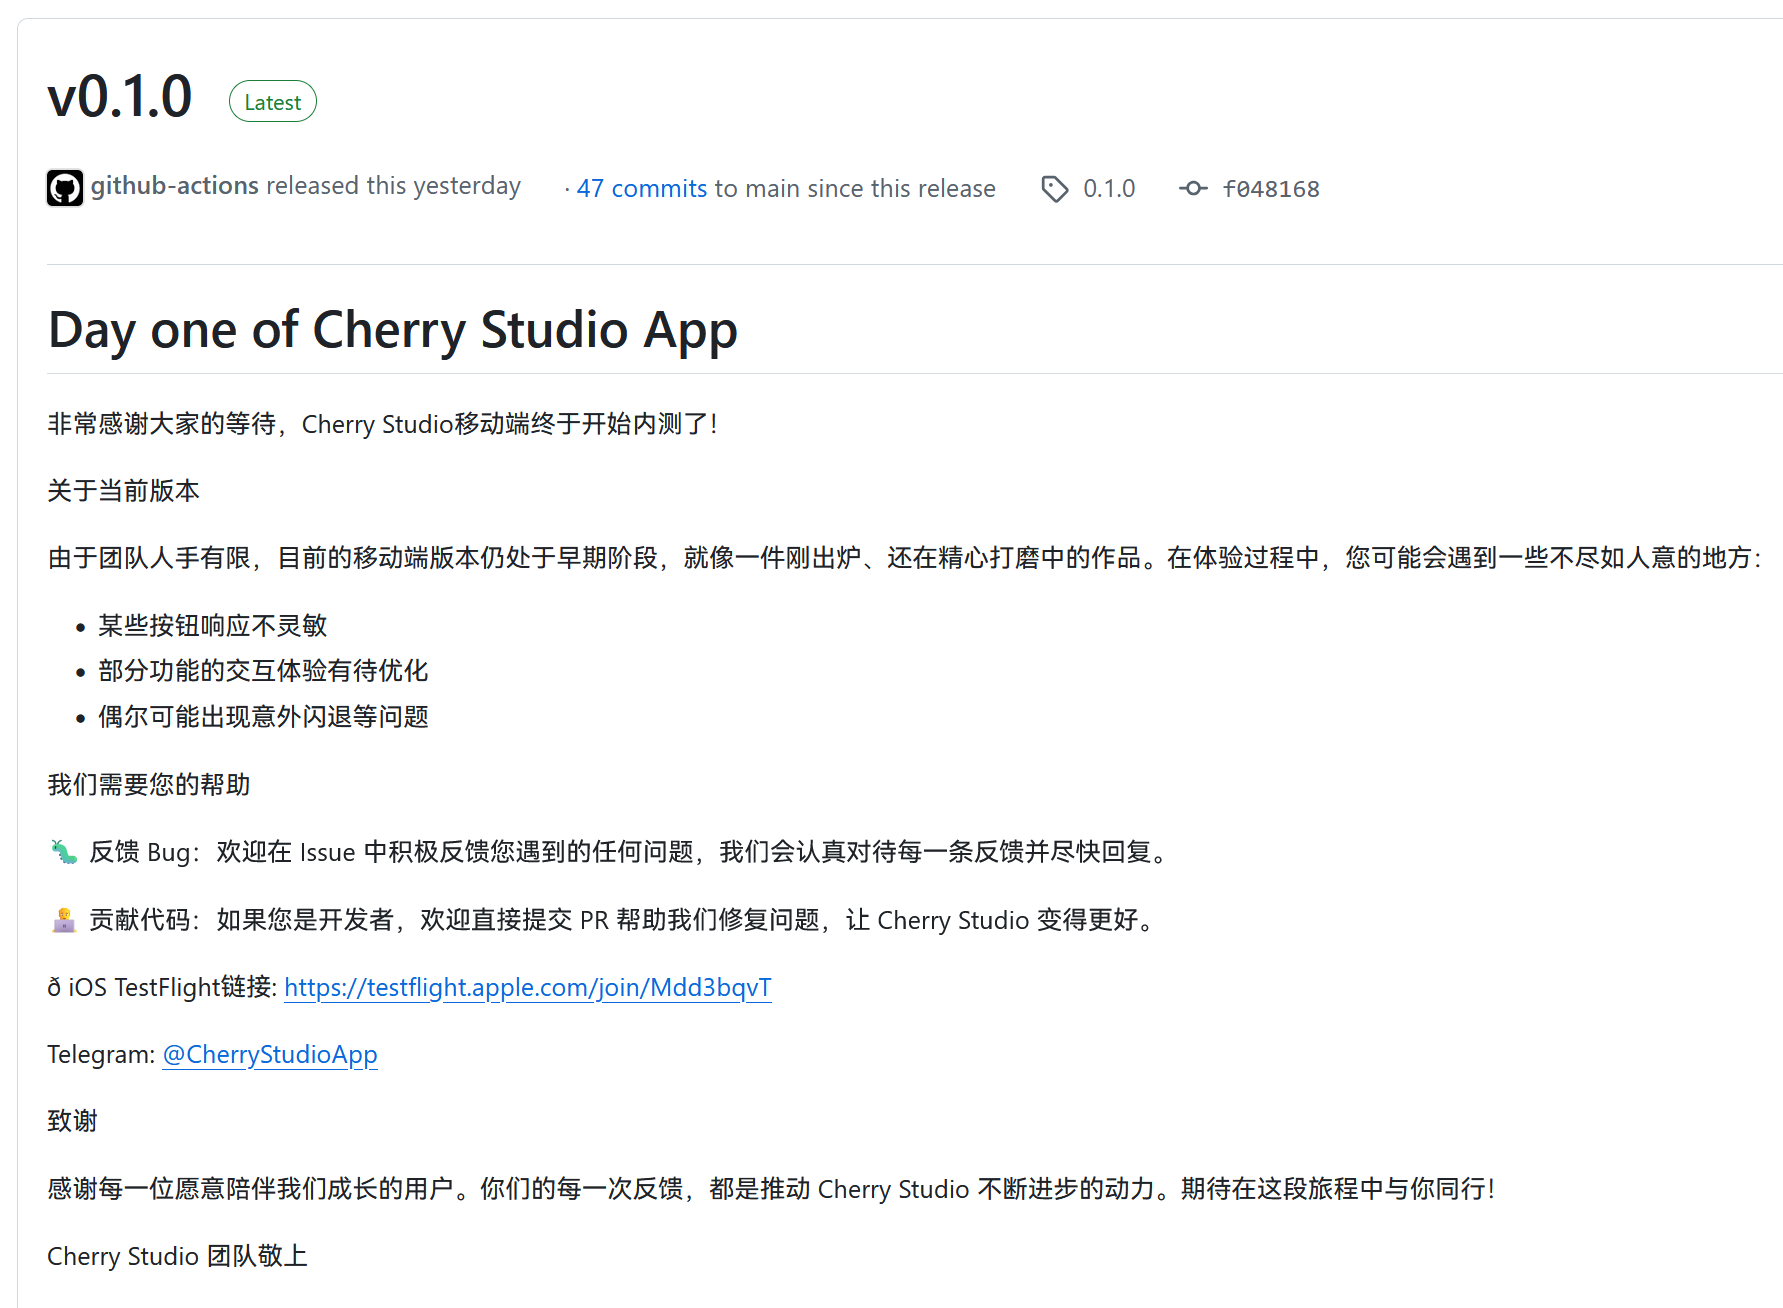 v0.1.0 Latest
github-actions released this yesterday · 47 commits to main since this release 0.1.0 f048168
Day one of Cherry Studio App
非常感谢大家的等待，Cherry Studio移动端终于开始内测了！
关于当前版本
由于团队人手有限，目前的移动端版本仍处于早期阶段，就像一件刚出炉、还在精心打磨中的作品。在体验过程中，您可能会遇到一些不尽如人意的地方：
• 某些按钮响应不灵敏
• 部分功能的交互体验有待优化
• 偶尔可能出现意外闪退等问题
我们需要您的帮助
🐛 反馈 Bug：欢迎在 Issue 中积极反馈您遇到的任何问题，我们会认真对待每一条反馈并尽快回复。
🧑‍💻 贡献代码：如果您是开发者，欢迎直接提交 PR 帮助我们修复问题，让 Cherry Studio 变得更好。
ð iOS TestFlight链接: https://testflight.apple.com/join/Mdd3bqvT
Telegram: @CherryStudioApp
致谢
感谢每一位愿意陪伴我们成长的用户。你们的每一次反馈，都是推动 Cherry Studio 不断进步的动力。期待在这段旅程中与你同行！
Cherry Studio 团队敬上